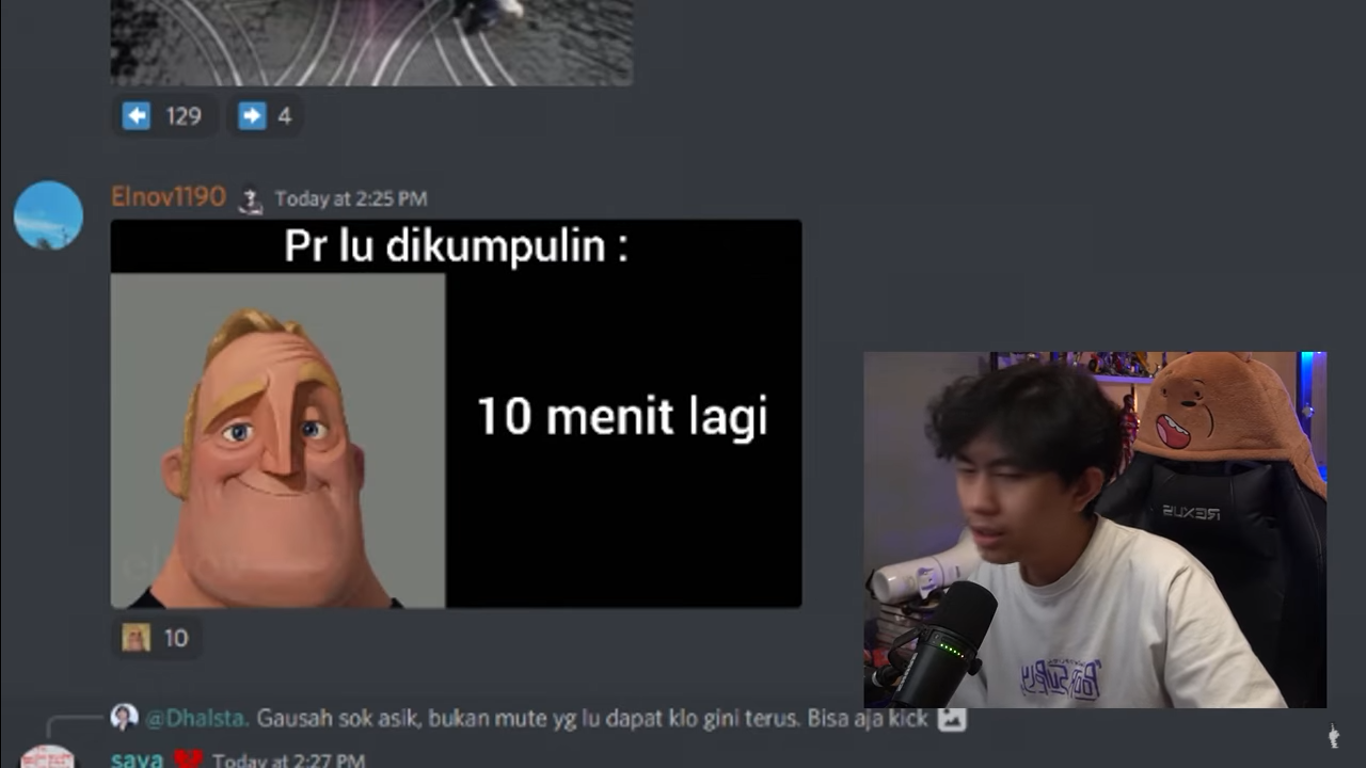 129 4
Elnov1190 Today at 2:25 PM
Pr lu dikumpulin :
10 menit lagi
10
@Dhalsta. Gausah sok asik, bukan mute yg lu dapat klo gini terus. Bisa aja kick
saya Today at 2:27 PM
REXUS